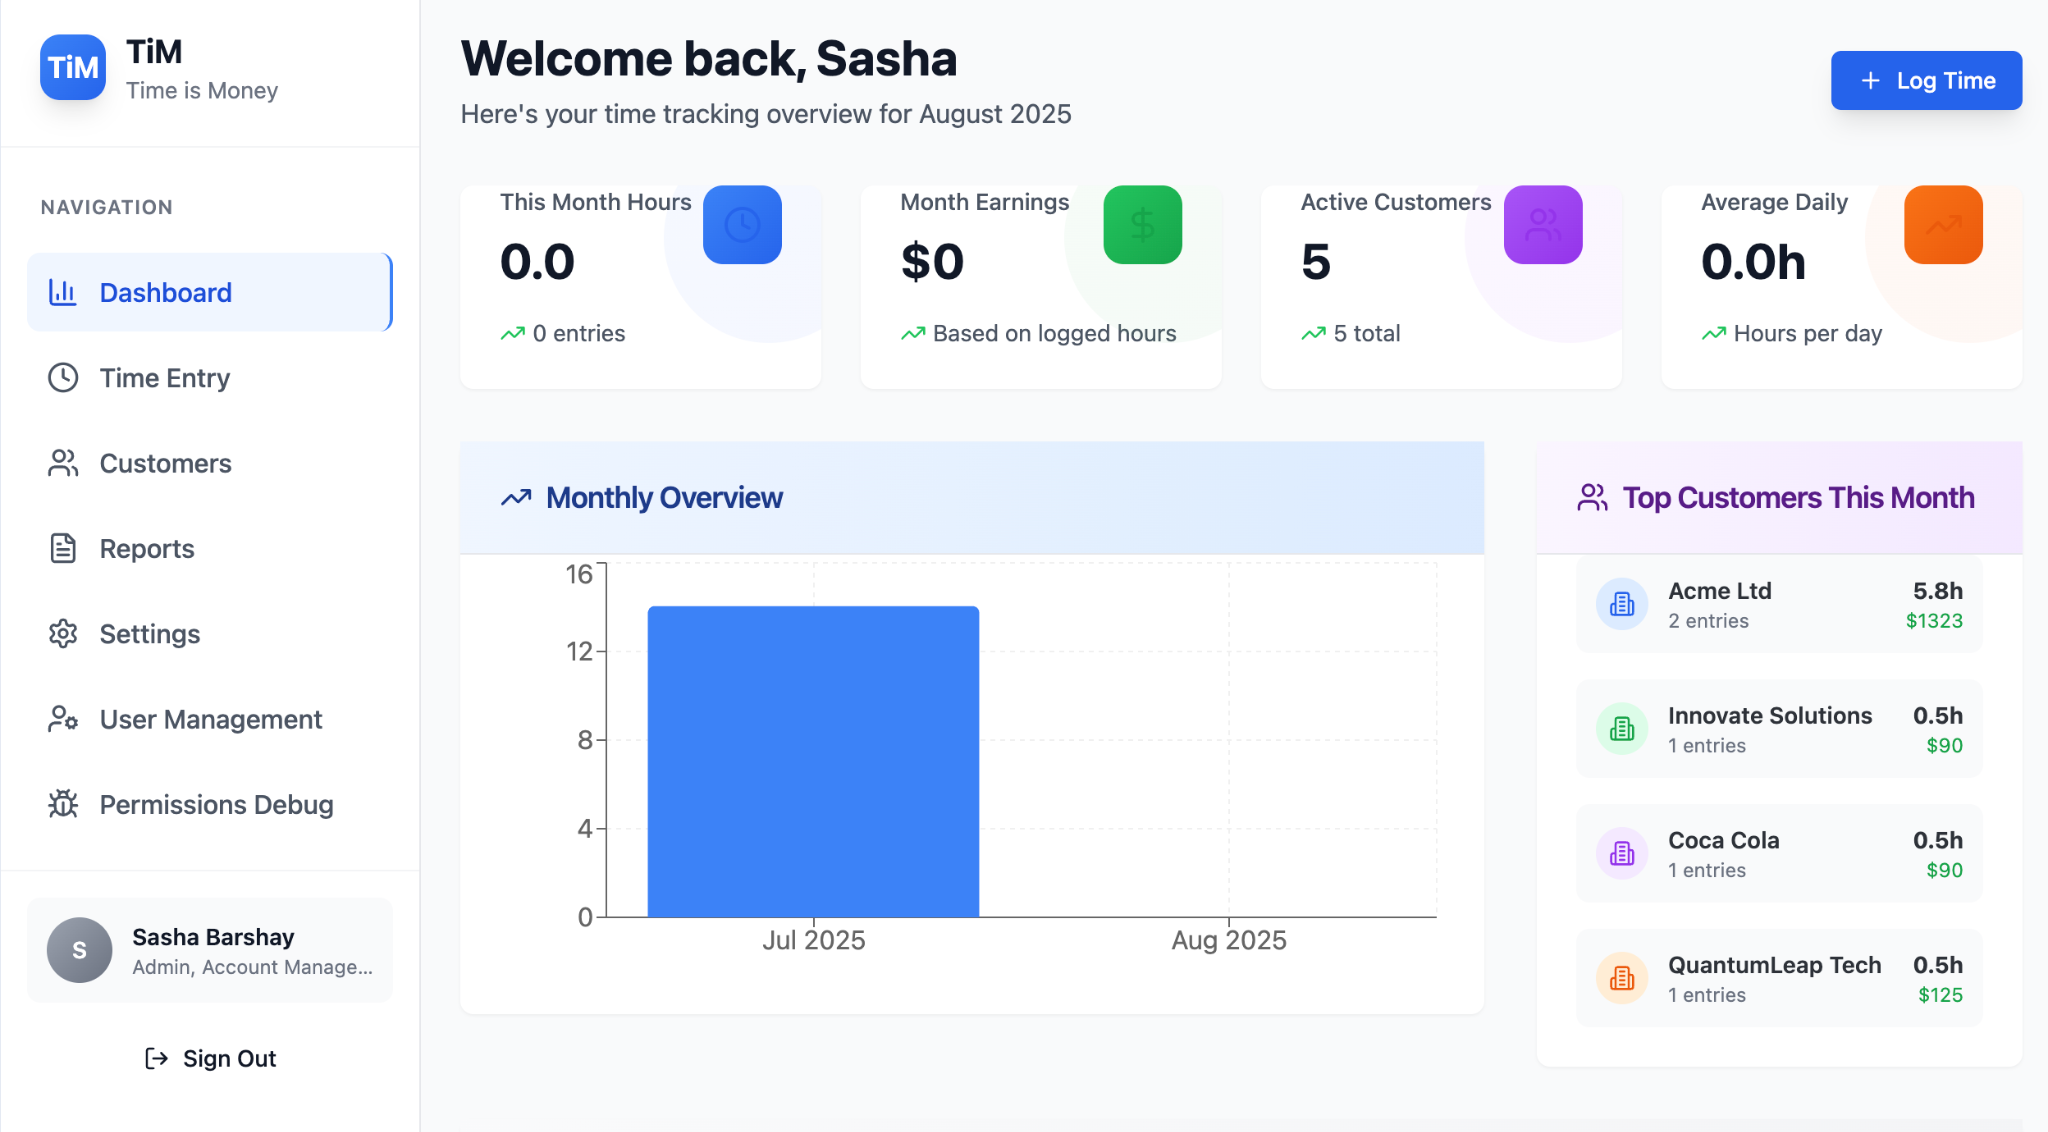 TiM
TiM
Time is Money
NAVIGATION
Dashboard
Time Entry
Customers
Reports
Settings
User Management
Permissions Debug
S
Sasha Barshay
Admin, Account Manage...
Sign Out
Welcome back, Sasha
Here's your time tracking overview for August 2025
+ Log Time
This Month Hours
0.0
0 entries
Month Earnings
$0
$
Based on logged hours
Active Customers
5
5 total
Average Daily
0.0h
Hours per day
Monthly Overview
16
12
8
4
0
Jul 2025
Aug 2025
Top Customers This Month
Acme Ltd
5.8h
2 entries
$1323
Innovate Solutions
0.5h
1 entries
$90
Coca Cola
0.5h
1 entries
$90
QuantumLeap Tech
0.5h
1 entries
$125